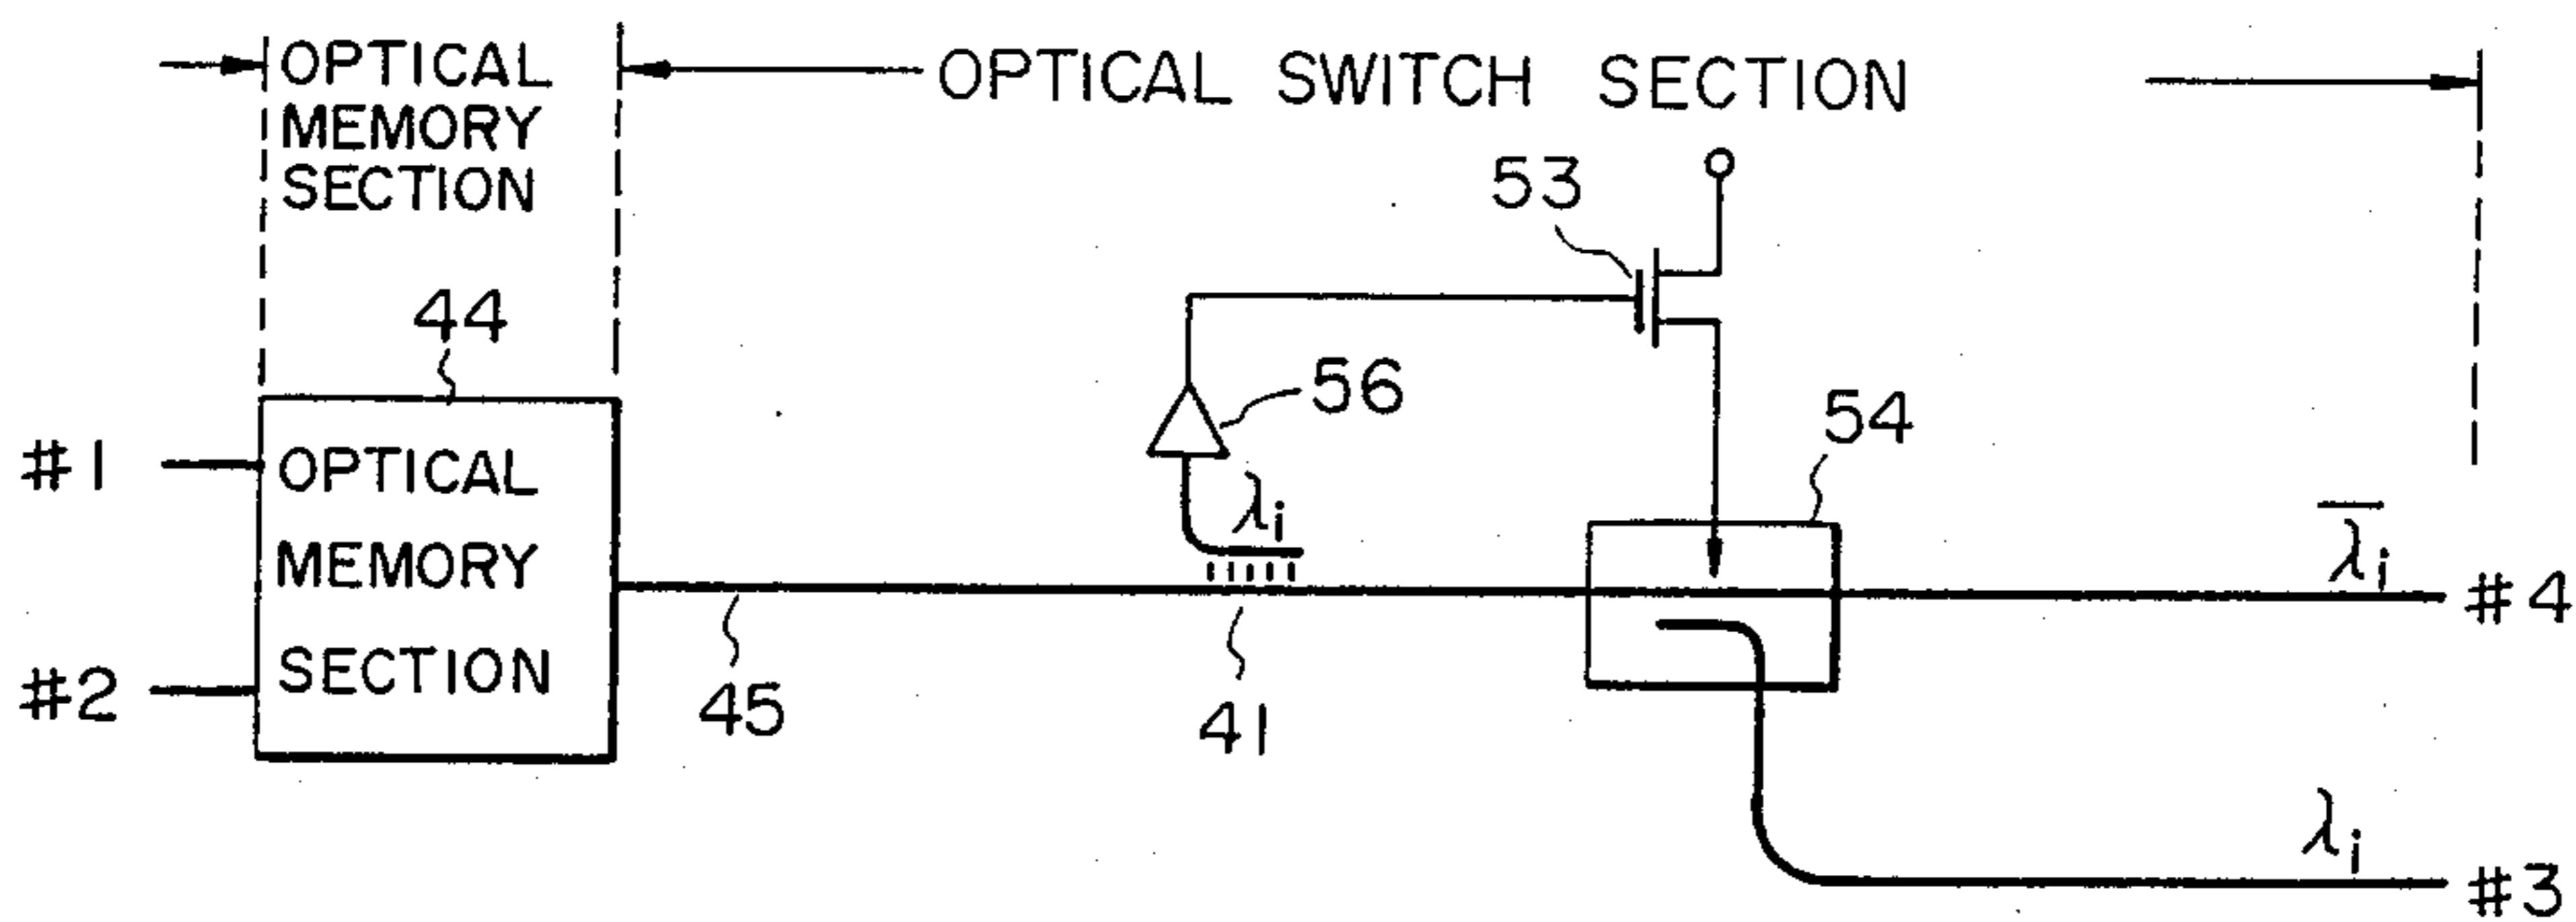 OPTICAL
MEMORY
SECTION
OPTICAL SWITCH SECTION
53
44
56
54
#1
OPTICAL
MEMORY
SECTION
#2
λi
45
41
λ̅i
#4
λi
#3